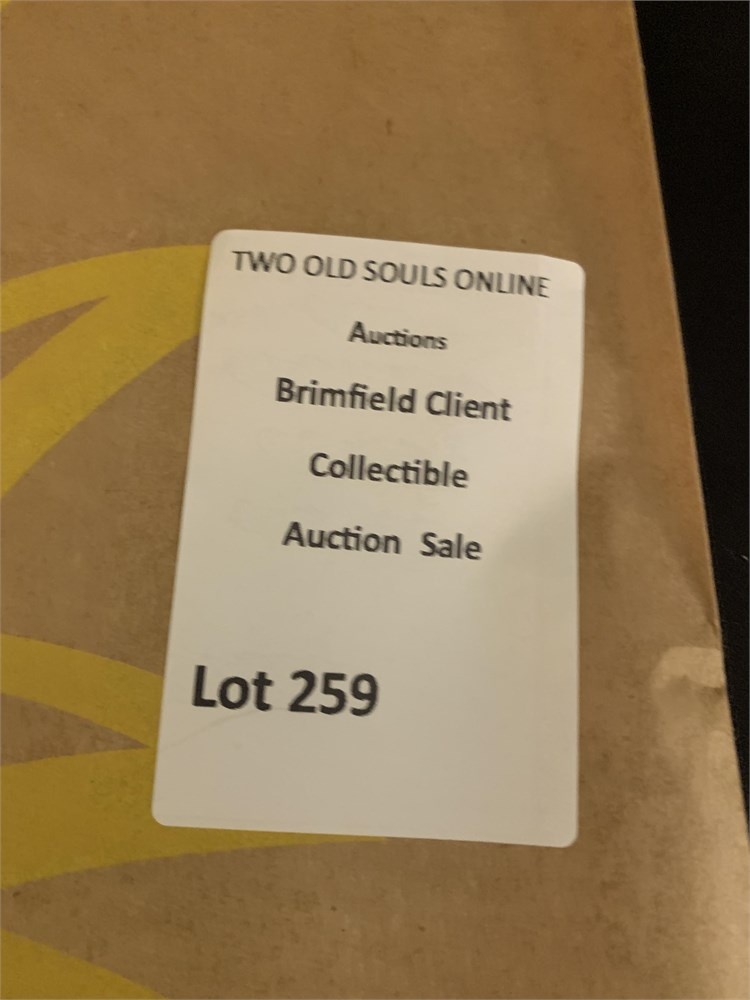 TWO OLD SOULS ONLINE
Auctions
Brimfield Client
Collectible
Auction Sale
Lot 259